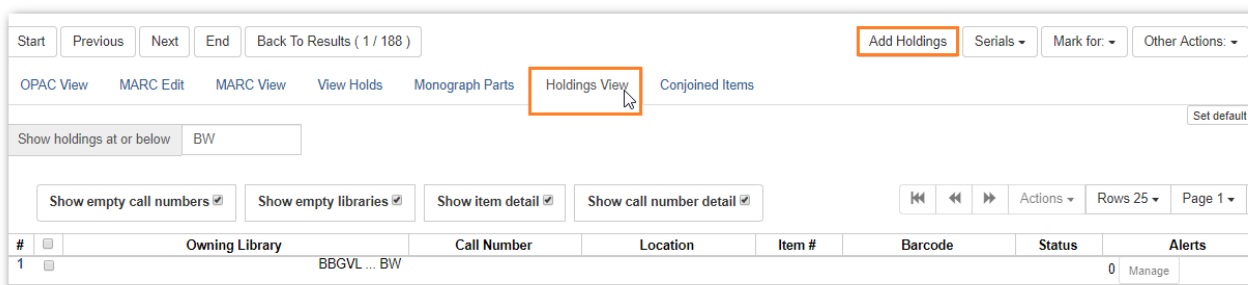 Start Previous Next End Back To Results ( 1 / 188 ) Add Holdings Serials Mark for: Other Actions:
OPAC View MARC Edit MARC View View Holds Monograph Parts Holdings View Conjoined Items
Set default
Show holdings at or below BW
Show empty call numbers Show empty libraries Show item detail Show call number detail Actions Rows 25 Page 1
# Owning Library Call Number Location Item # Barcode Status Alerts
1 BBGVL ... BW 0 Manage